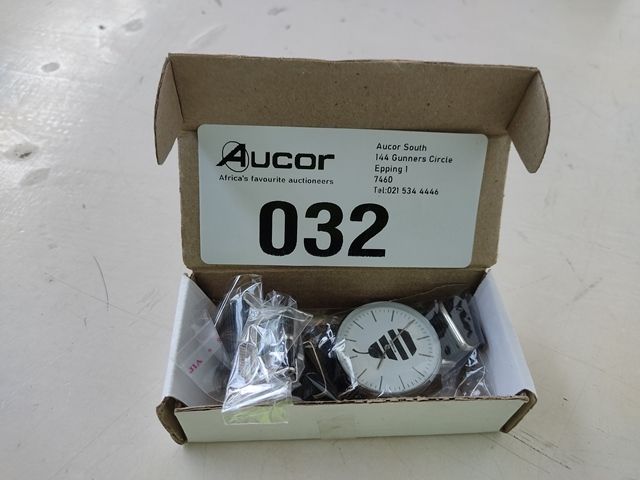 Aucor
Africa's favourite auctioneers
Aucor South
144 Gunners Circle
Epping 1
7460
Tel:021 534 4446
032